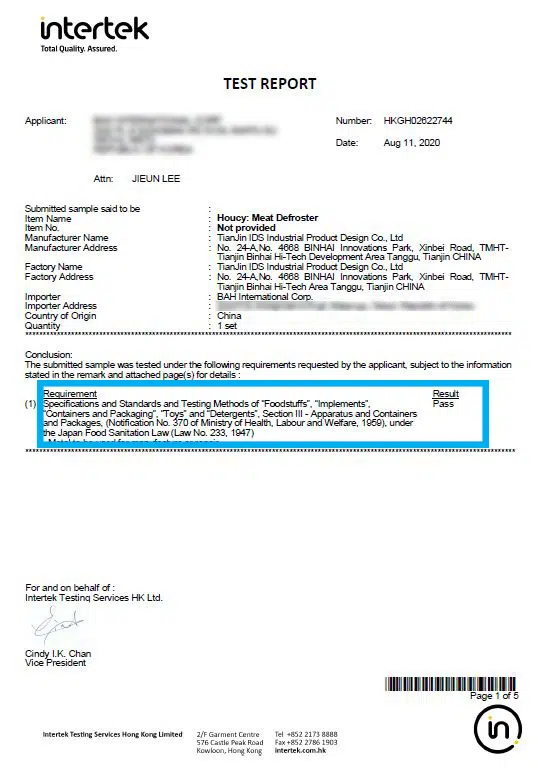 intertek
Total Quality. Assured.
TEST REPORT
Applicant:
Number: HKGH02622744
Date: Aug 11, 2020
Attn: JIEUN LEE
Submitted sample said to be :
Item Name : Houcy: Meat Defroster
Item No. : Not provided
Manufacturer Name : TianJin IDS Industrial Product Design Co., Ltd
Manufacturer Address : No. 24-A,No. 4668 BINHAI Innovations Park, Xinbei Road, TMHT-
Tianjin Binhai Hi-Tech Development Area Tanggu, Tianjin CHINA
Factory Name : TianJin IDS Industrial Product Design Co., Ltd
Factory Address : No. 24-A,No. 4668 BINHAI Innovations Park, Xinbei Road, TMHT-
Tianjin Binhai Hi-Tech Area Tanggu, Tianjin CHINA
Importer : BAH International Corp.
Importer Address :
Country of Origin : China
Quantity : 1 set
Conclusion:
The submitted sample was tested under the following requirements requested by the applicant, subject to the information
stated in the remark and attached page(s) for details :
Requirement Result
(1) Specifications and Standards and Testing Methods of "Foodstuffs", "Implements", Pass
"Containers and Packaging", "Toys" and "Detergents", Section III - Apparatus and Containers
and Packages, (Notification No. 370 of Ministry of Health, Labour and Welfare, 1959), under
the Japan Food Sanitation Law (Law No. 233, 1947)
For and on behalf of :
Intertek Testing Services HK Ltd.
Cindy I.K. Chan
Vice President
Page 1 of 5
in
Intertek Testing Services Hong Kong Limited
2/F Garment Centre
576 Castle Peak Road
Kowloon, Hong Kong
Tel +852 2173 8888
Fax +852 2786 1903
intertek.com.hk